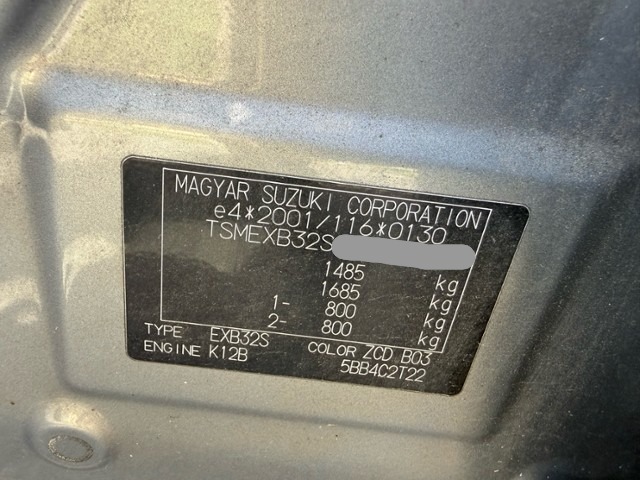 MAGYAR SUZUKI CORPORATION
e4*2001/116*0130
TSMEXB32S
1485 kg
1685 kg
1- 800 kg
2- 800 kg
TYPE EXB32S COLOR ZCD B03
ENGINE K12B 5BB4C2T22